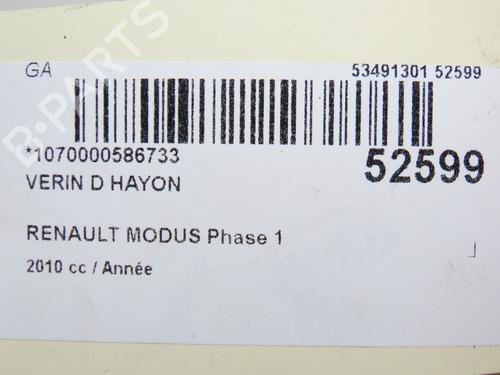 GA 53491301 52599
*1070000586733 52599
VERIN D HAYON
RENAULT MODUS Phase 1
2010 cc / Année
B-PARTS